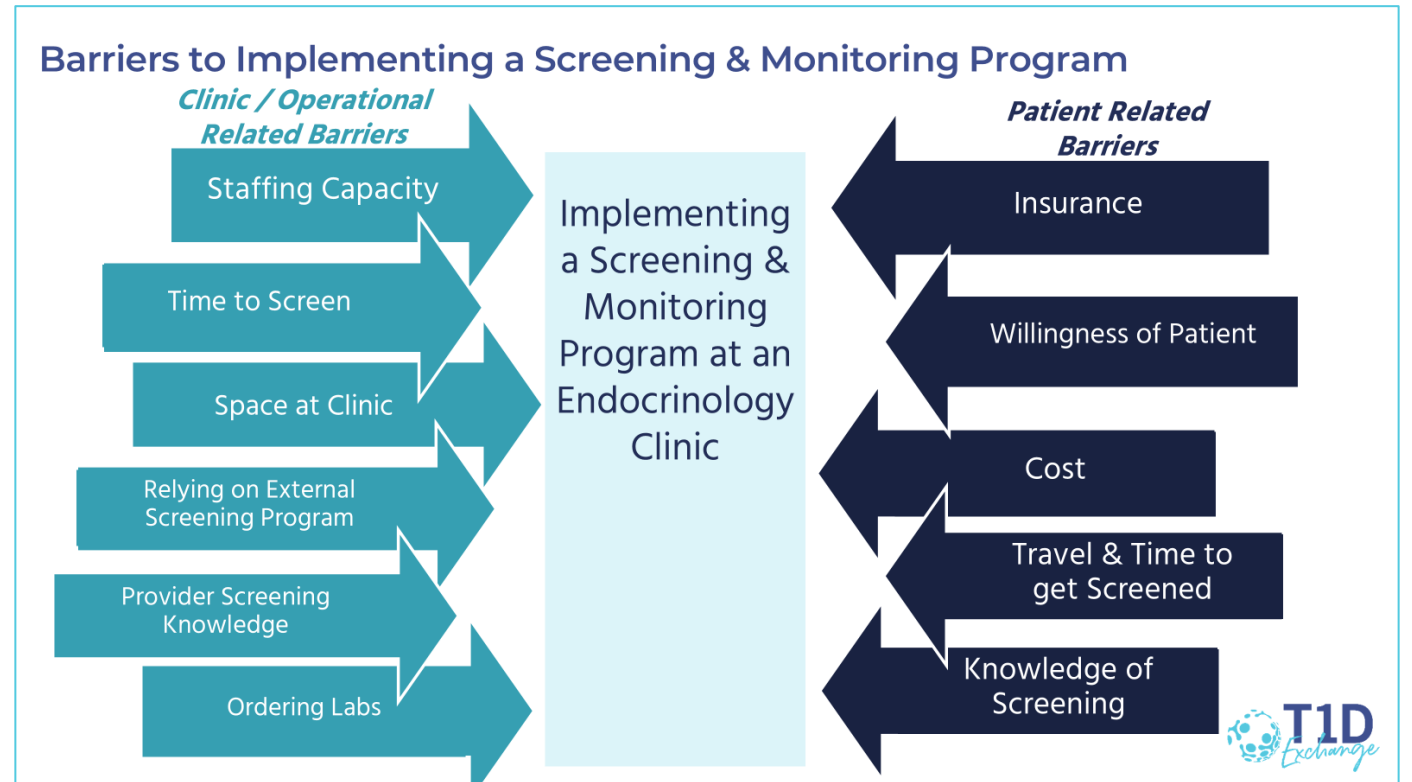 Barriers to Implementing a Screening & Monitoring Program
Clinic / Operational
Related Barriers
Staffing Capacity
Time to Screen
Space at Clinic
Relying on External
Screening Program
Provider Screening
Knowledge
Ordering Labs
Implementing
a Screening &
Monitoring
Program at an
Endocrinology
Clinic
Patient Related
Barriers
Insurance
Willingness of Patient
Cost
Travel & Time to
get Screened
Knowledge of
Screening
T1D
Exchange